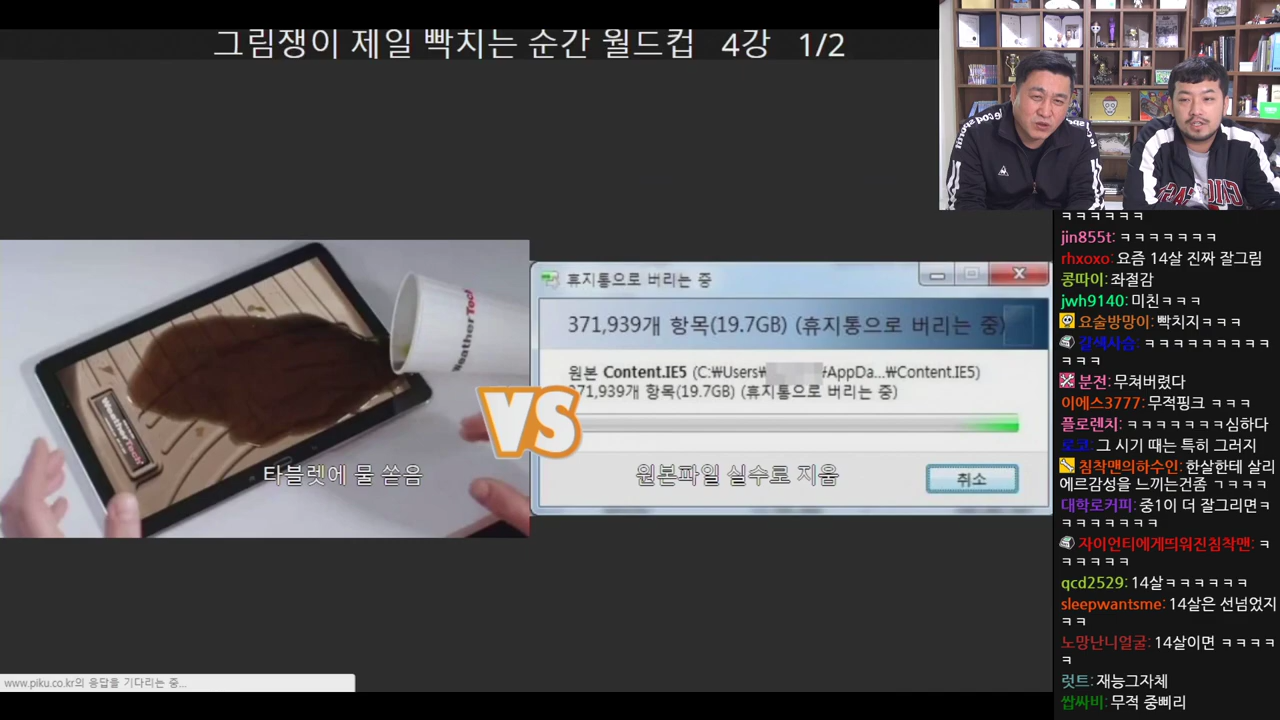 그림쟁이 제일 빡치는 순간 월드컵 4강 1/2
WeatherTech
WeatherTech
타블렛에 물 쏟음
VS
휴지통으로 버리는 중
371,939개 항목(19.7GB) (휴지통으로 버리는 중)
원본 Content.IE5 (C:₩Users₩ ₩AppDa...₩Content.IE5)
371,939개 항목(19.7GB) (휴지통으로 버리는 중)
원본파일 실수로 지움
취소
www.piku.co.kr의 응답을 기다리는 중...
le coq sportif
CHICAGO
ㅋㅋㅋㅋㅋㅋ
jin855t: ㅋㅋㅋㅋㅋㅋㅋ
rhxoxo: 요즘 14살 진짜 잘그림
콩따이: 좌절감
jwh9140: 미친ㅋㅋㅋ
요술방망이: 빡치지ㅋㅋㅋ
갈색시슴: ㅋㅋㅋㅋㅋㅋㅋㅋㅋ
ㅋㅋㅋ
분전: 무쳐버렸다
이에스3777: 무적핑크 ㅋㅋㅋ
플로렌치: ㅋㅋㅋㅋㅋㅋㅋ심하다
로코: 그 시기 때는 특히 그러지
침착맨의하수인: 한살한테 살리
에르감성을 느끼는건좀 ㄱㅋㅋㅋ
대학로커피: 중1이 더 잘그리면ㅋ
ㅋㅋㅋㅋㅋㅋㅋ
자이언티에게띄워진침착맨: ㅋ
ㅋㅋㅋㅋㅋ
qcd2529: 14살ㅋㅋㅋㅋㅋㅋ
sleepwantsme: 14살은 선넘었지
ㅋㅋ
노망난니얼굴: 14살이면 ㅋㅋㅋㅋ
ㅋ
럿트: 재능그자체
쌉싸비: 무적 중삐리